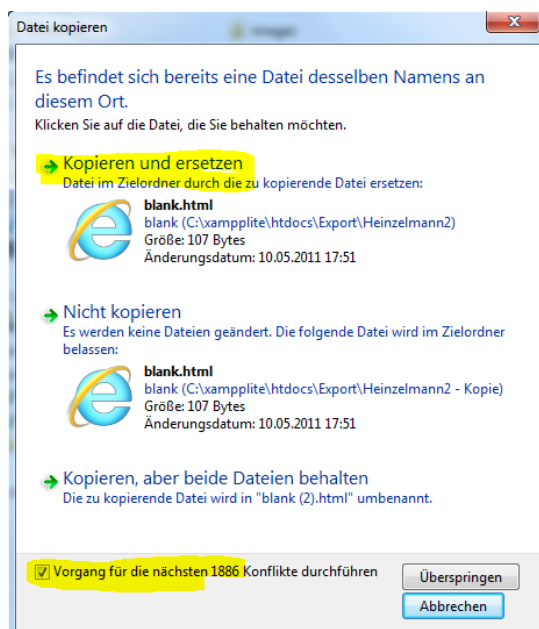 Datei kopieren
Images
Es befindet sich bereits eine Datei desselben Namens an
diesem Ort.
Klicken Sie auf die Datei, die Sie behalten möchten.
Kopieren und ersetzen
Datei im Zielordner durch die zu kopierende Datei ersetzen:
blank.html
blank (C:\xampplite\htdocs\Export\Heinzelmann2)
Größe: 107 Bytes
Änderungsdatum: 10.05.2011 17:51
Nicht kopieren
Es werden keine Dateien geändert. Die folgende Datei wird im Zielordner
belassen:
blank.html
blank (C:\xampplite\htdocs\Export\Heinzelmann2 - Kopie)
Größe: 107 Bytes
Änderungsdatum: 10.05.2011 17:51
Kopieren, aber beide Dateien behalten
Die zu kopierende Datei wird in "blank (2).html" umbenannt.
Vorgang für die nächsten 1886 Konflikte durchführen
Überspringen
Abbrechen